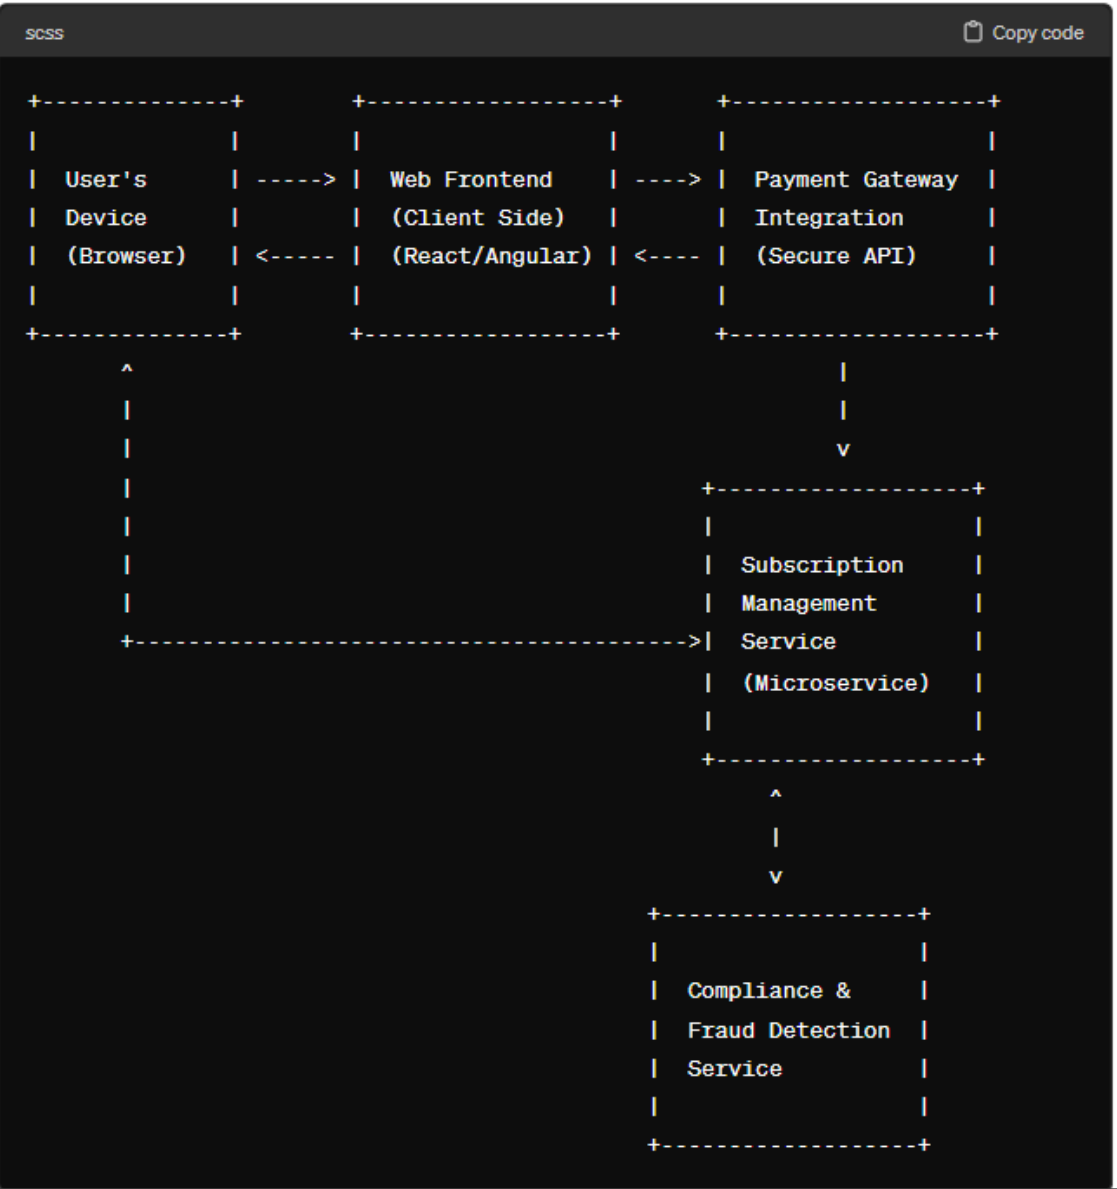 scss Copy code
+--------------+        +------------------+       +-------------------+
|              |        |                  |       |                   |
|  User's      | -----> |  Web Frontend    | ----> |  Payment Gateway  |
|  Device      |        |  (Client Side)   |       |  Integration      |
|  (Browser)   | <----- |  (React/Angular) | <---- |  (Secure API)     |
|              |        |                  |       |                   |
+--------------+        +------------------+       +-------------------+
       ^                                                    |
       |                                                    |
       |                                                    v
       |                                          +-------------------+
       |                                          |                   |
       |                                          |  Subscription     |
       |                                          |  Management       |
       +----------------------------------------->|  Service          |
                                                  |  (Microservice)   |
                                                  |                   |
                                                  +-------------------+
                                                       ^
                                                       |
                                                       v
                                              +-------------------+
                                              |                   |
                                              |  Compliance &     |
                                              |  Fraud Detection  |
                                              |  Service          |
                                              |                   |
                                              +-------------------+